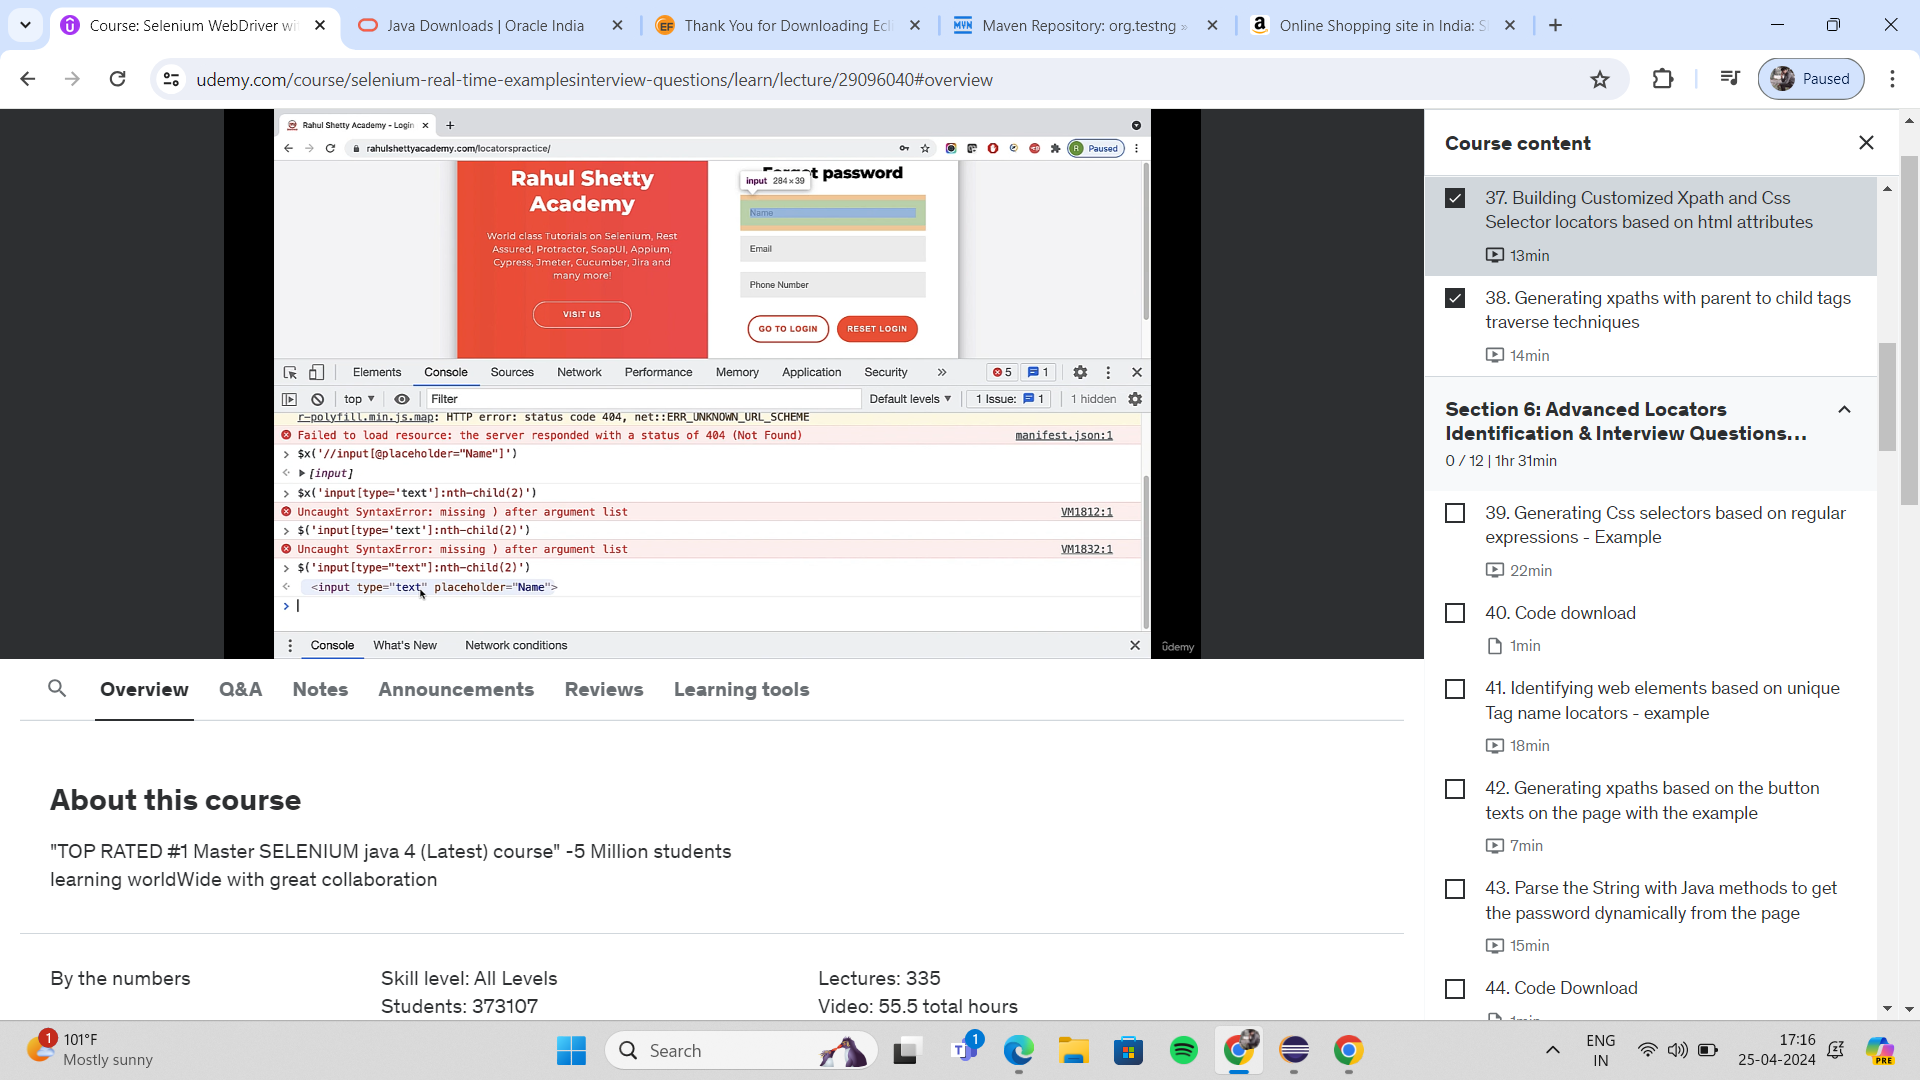 Course: Selenium WebDriver wi
Java Downloads | Oracle India
Thank You for Downloading Ecli
MVN
Maven Repository: org.testng »
Online Shopping site in India: S
udemy.com/course/selenium-real-time-examplesinterview-questions/learn/lecture/29096040#overview
Paused
Rahul Shetty Academy - Login
rahulshettyacademy.com/locatorspractice/
R
Paused
Rahul Shetty
Academy
World class Tutorials on Selenium, Rest
Assured, Protractor, SoapUI, Appium,
Cypress, Jmeter, Cucumber, Jira and
many more!
VISIT US
password
input 284×39
Name
Email
Phone Number
GO TO LOGIN
RESET LOGIN
Elements Console Sources Network Performance Memory Application Security » 5 1
top Filter Default levels 1 Issue: 1 1 hidden
r-polyfill.min.js.map: HTTP error: status code 404, net::ERR_UNKNOWN_URL_SCHEME
Failed to load resource: the server responded with a status of 404 (Not Found) manifest.json:1
> $x('//input[@placeholder="Name"]')
[input]
> $x('input[type='text']:nth-child(2)')
Uncaught SyntaxError: missing ) after argument list VM1812:1
> $('input[type='text']:nth-child(2)')
Uncaught SyntaxError: missing ) after argument list VM1832:1
> $('input[type="text"]:nth-child(2)')
<input type="text" placeholder="Name">
>
Console What's New Network conditions
ûdemy
Course content
37. Building Customized Xpath and Css
Selector locators based on html attributes
13min
38. Generating xpaths with parent to child tags
traverse techniques
14min
Section 6: Advanced Locators
Identification & Interview Questions...
0 / 12 | 1hr 31min
39. Generating Css selectors based on regular
expressions - Example
22min
40. Code download
1min
41. Identifying web elements based on unique
Tag name locators - example
18min
42. Generating xpaths based on the button
texts on the page with the example
7min
43. Parse the String with Java methods to get
the password dynamically from the page
15min
44. Code Download
1min
Overview Q&A Notes Announcements Reviews Learning tools
About this course
"TOP RATED #1 Master SELENIUM java 4 (Latest) course" -5 Million students
learning worldWide with great collaboration
By the numbers
Skill level: All Levels
Students: 373107
Lectures: 335
Video: 55.5 total hours
1
101°F
Mostly sunny
Search
1
ENG
IN
17:16
25-04-2024
PRE